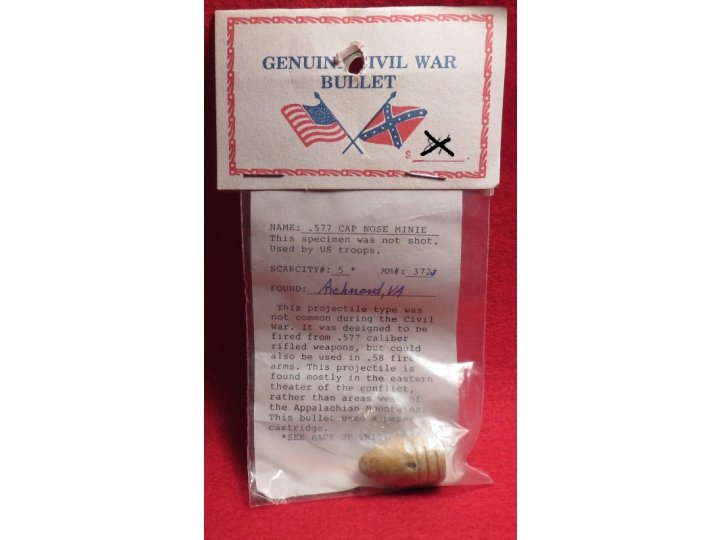 GENUIN CIVIL WAR
BULLET
$
NAME: .577 CAP NOSE MINIE
This specimen was not shot.
Used by US troops.
SCARCITY#: 5 * MM#: 372
FOUND: Richmond, VA
This projectile type was
not common during the Civil
War. It was designed to be
fired from .577 caliber
rifled weapons, but could
also be used in .58 fire
arms. This projectile is
found mostly in the eastern
theater of the conflict,
rather than areas west of
the Appalachian Mountains.
This bullet used a paper
cartridge.
*SEE BACK OF THIS